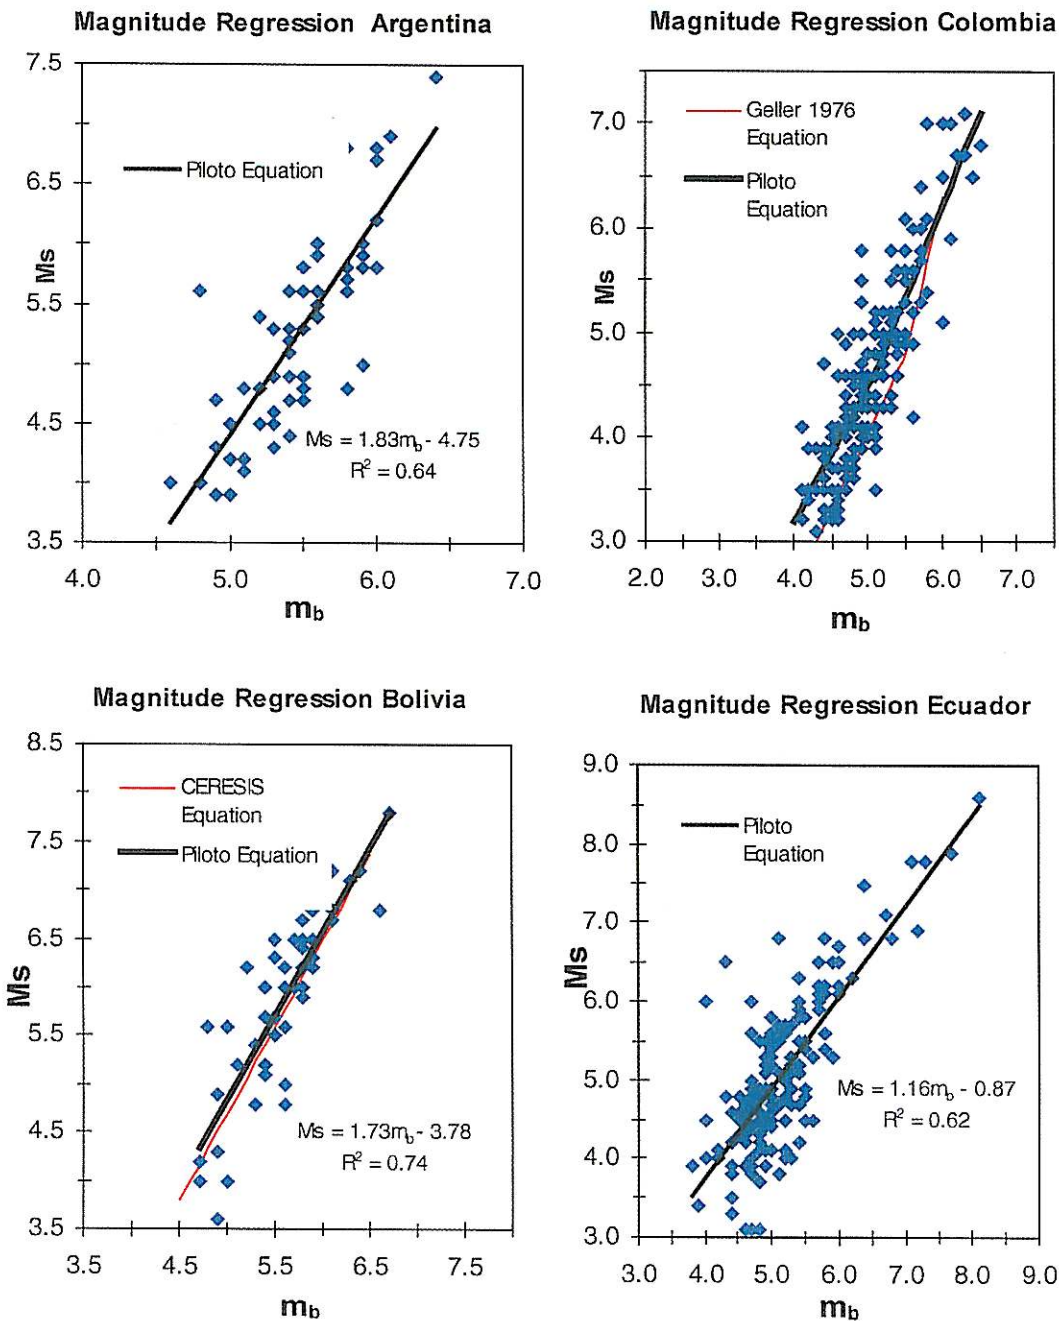 Magnitude Regression Argentina
7.5
6.5
5.5
4.5
3.5
Ms
Piloto Equation
Ms = 1.83mb - 4.75
R² = 0.64
4.0 5.0 6.0 7.0
mb
Magnitude Regression Colombia
7.0
6.0
5.0
4.0
3.0
Ms
Geller 1976
Equation
Piloto
Equation
2.0 3.0 4.0 5.0 6.0 7.0
mb
Magnitude Regression Bolivia
8.5
7.5
6.5
5.5
4.5
3.5
Ms
CERESIS
Equation
Piloto Equation
Ms = 1.73mb - 3.78
R² = 0.74
3.5 4.5 5.5 6.5 7.5
mb
Magnitude Regression Ecuador
9.0
8.0
7.0
6.0
5.0
4.0
3.0
Ms
Piloto
Equation
Ms = 1.16mb - 0.87
R² = 0.62
3.0 4.0 5.0 6.0 7.0 8.0 9.0
mb